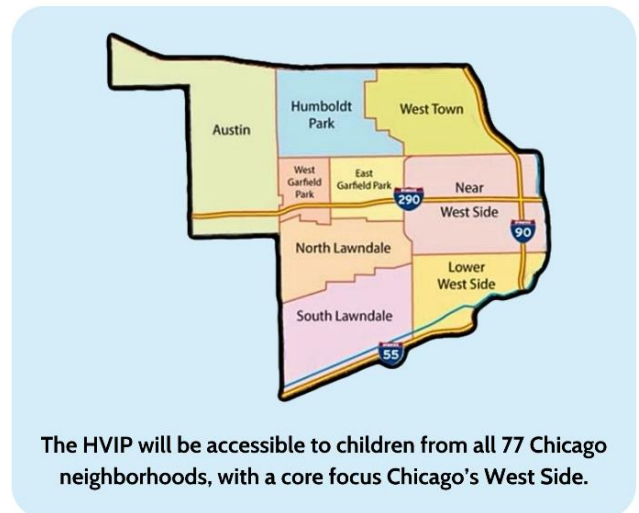 Austin
Humboldt
Park
West Town
West
Garfield
Park
East
Garfield Park
290
Near
West Side
90
North Lawndale
Lower
West Side
South Lawndale
55
The HVIP will be accessible to children from all 77 Chicago
neighborhoods, with a core focus Chicago's West Side.